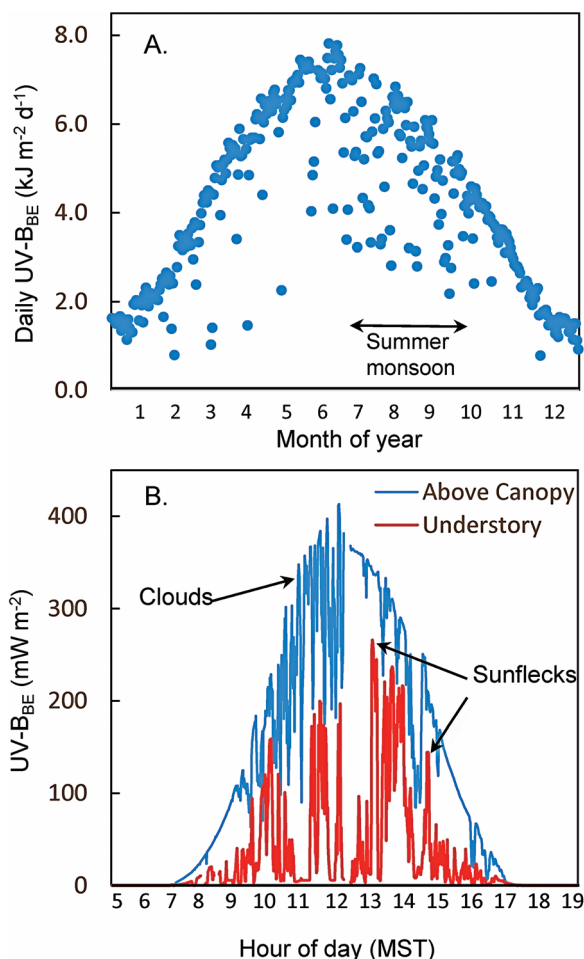 A.
Daily UV-B_BE (kJ m-2 d-1)
8.0
6.0
4.0
2.0
0.0
Summer
monsoon
1 2 3 4 5 6 7 8 9 10 11 12
Month of year
B.
Above Canopy
Understory
UV-B_BE (mW m-2)
400
300
200
100
0
Clouds
Sunflecks
5 6 7 8 9 10 11 12 13 14 15 16 17 18 19
Hour of day (MST)